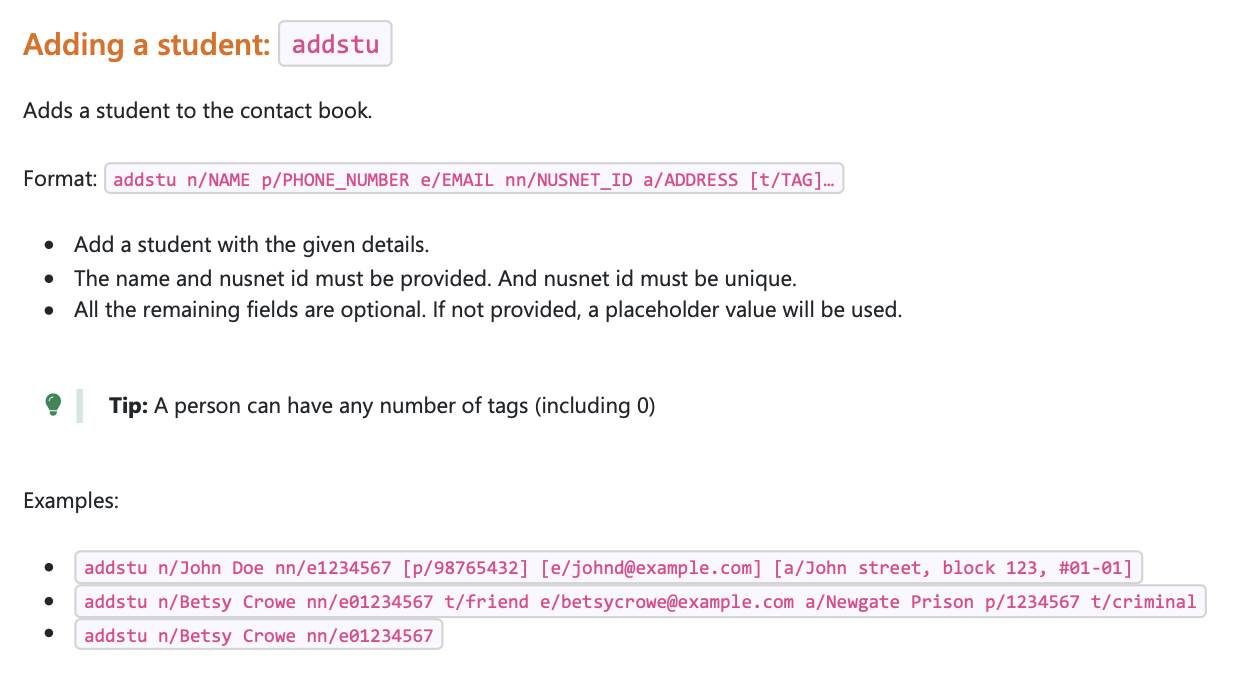 Adding a student: addstu
Adds a student to the contact book.
Format: addstu n/NAME p/PHONE_NUMBER e/EMAIL nn/NUSNET_ID a/ADDRESS [t/TAG]…
• Add a student with the given details.
• The name and nusnet id must be provided. And nusnet id must be unique.
• All the remaining fields are optional. If not provided, a placeholder value will be used.
Tip: A person can have any number of tags (including 0)
Examples:
• addstu n/John Doe nn/e1234567 [p/98765432] [e/johnd@example.com] [a/John street, block 123, #01-01]
• addstu n/Betsy Crowe nn/e01234567 t/friend e/betsycrowe@example.com a/Newgate Prison p/1234567 t/criminal
• addstu n/Betsy Crowe nn/e01234567